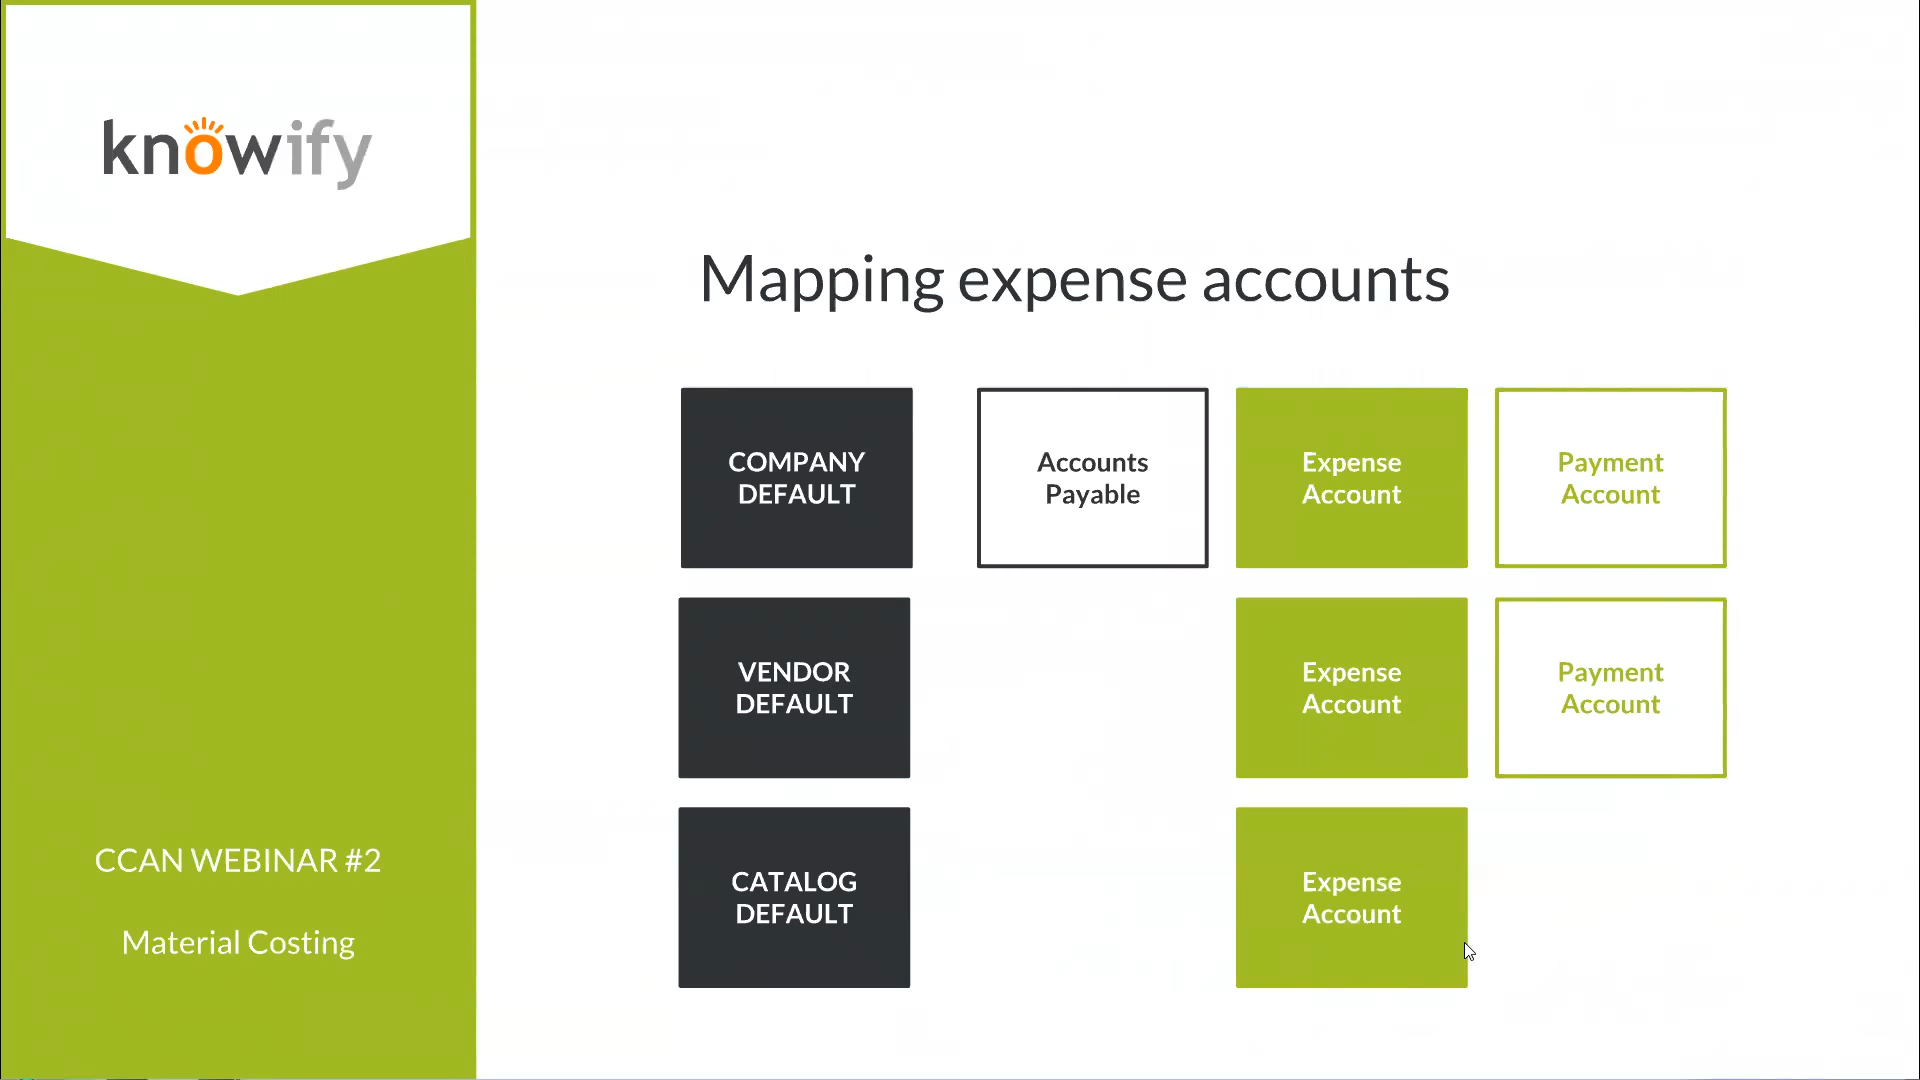 knowify
Mapping expense accounts
COMPANY
DEFAULT
Accounts
Payable
Expense
Account
Payment
Account
VENDOR
DEFAULT
Expense
Account
Payment
Account
CATALOG
DEFAULT
Expense
Account
CCAN WEBINAR #2
Material Costing